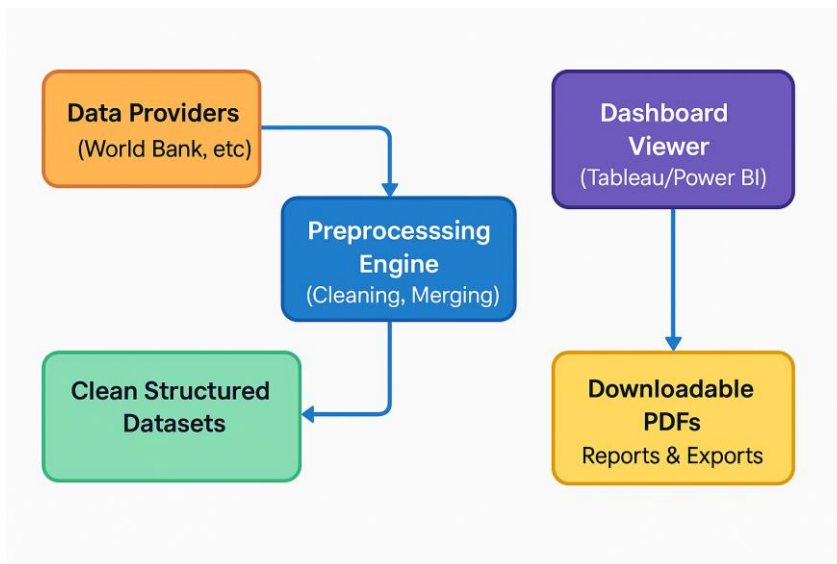 Data Providers
(World Bank, etc)
Preprocesssing
Engine
(Cleaning, Merging)
Clean Structured
Datasets
Dashboard
Viewer
(Tableau/Power BI)
Downloadable
PDFs
Reports & Exports